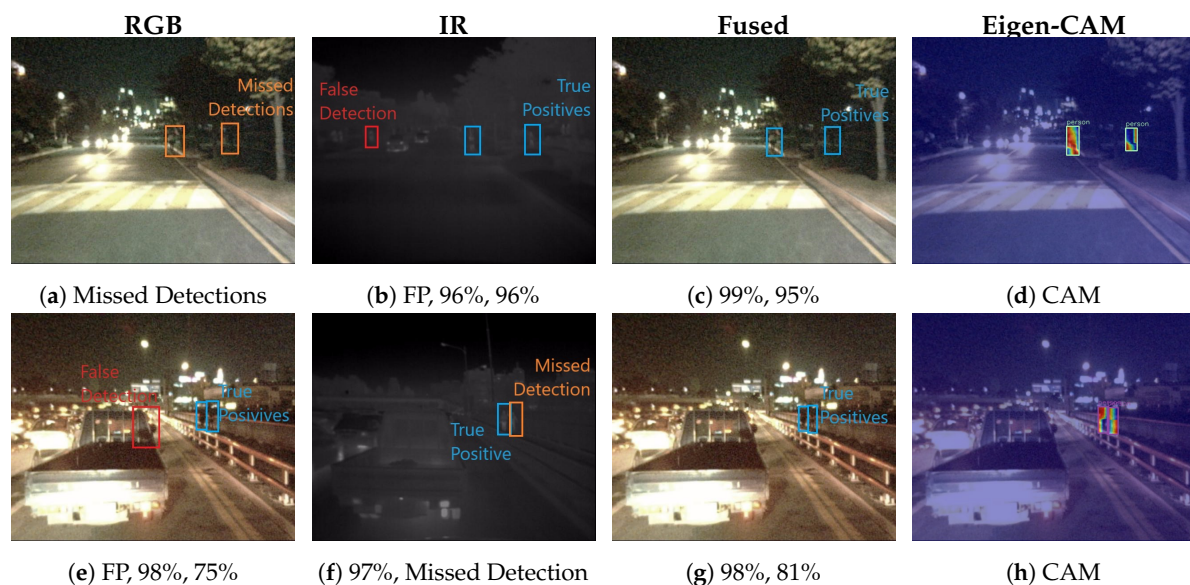 RGB IR Fused Eigen-CAM
Missed
Detections
False
Detection
True
Positives
True
Positives
person
person
(a) Missed Detections (b) FP, 96%, 96% (c) 99%, 95% (d) CAM
False
Detection
True
Posivives
Missed
Detection
True
Positive
True
Positives
(e) FP, 98%, 75% (f) 97%, Missed Detection (g) 98%, 81% (h) CAM